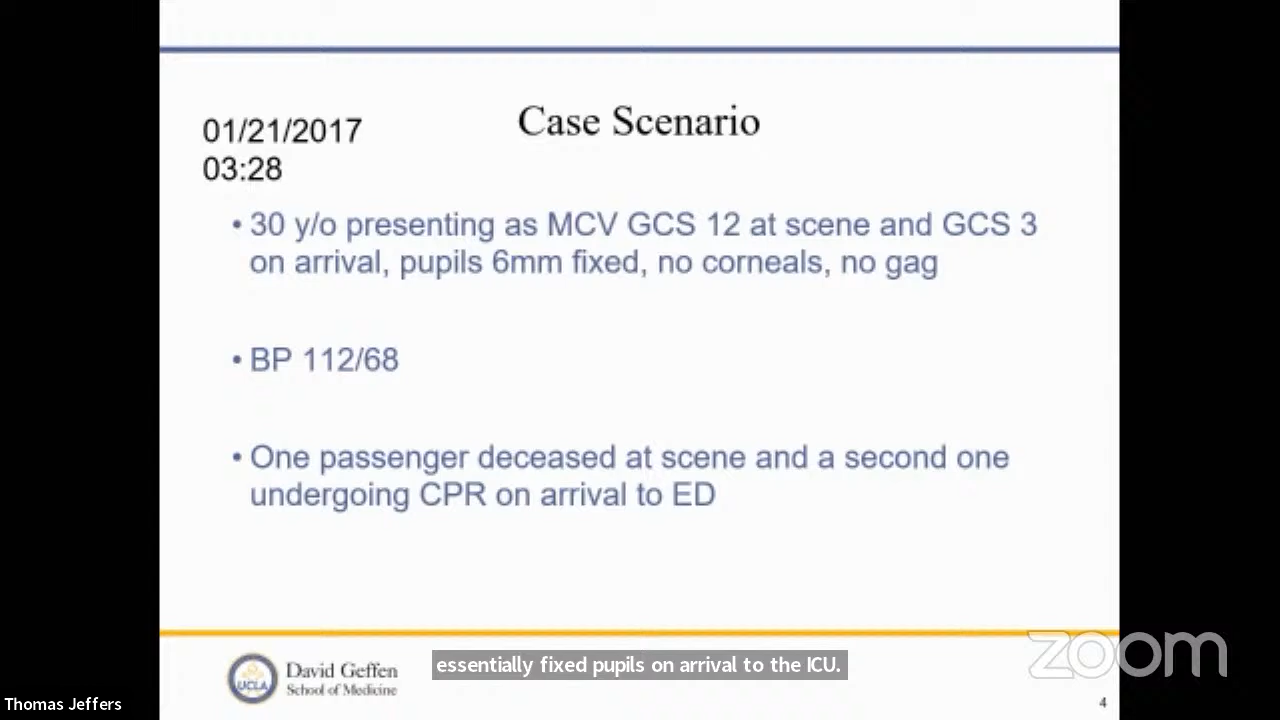 Case Scenario
01/21/2017
03:28
• 30 y/o presenting as MCV GCS 12 at scene and GCS 3
on arrival, pupils 6mm fixed, no corneals, no gag
• BP 112/68
• One passenger deceased at scene and a second one
undergoing CPR on arrival to ED
UCLA
David Geffen
School of Medicine
essentially fixed pupils on arrival to the ICU.
zoom
Thomas Jeffers
4